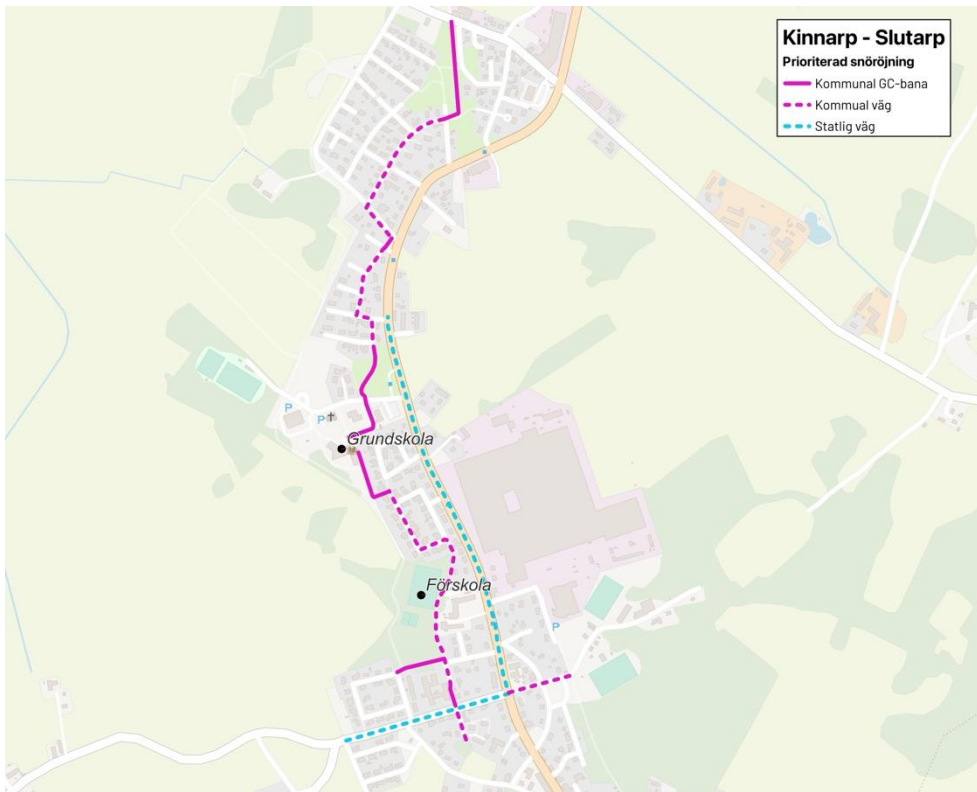 Kinnarp - Slutarp
Prioriterad snöröjning
Kommunal GC-bana
Kommual väg
Statlig väg
P
P
Grundskola
Förskola
P